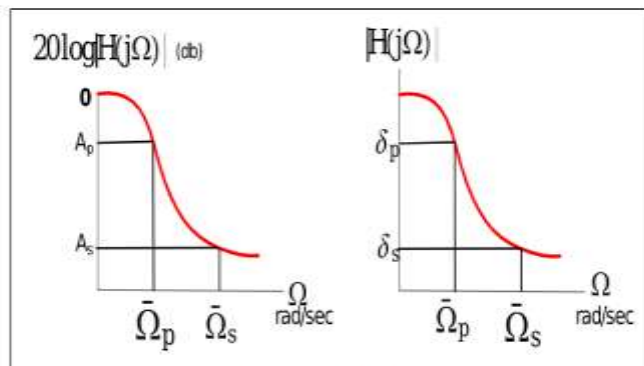 20log|H(jΩ)| (db)
0
Aₚ
Aₛ
Ω
rad/sec
Ω̄ₚ Ω̄ₛ
|H(jΩ)|
δₚ
δₛ
Ω
rad/sec
Ω̄ₚ Ω̄ₛ